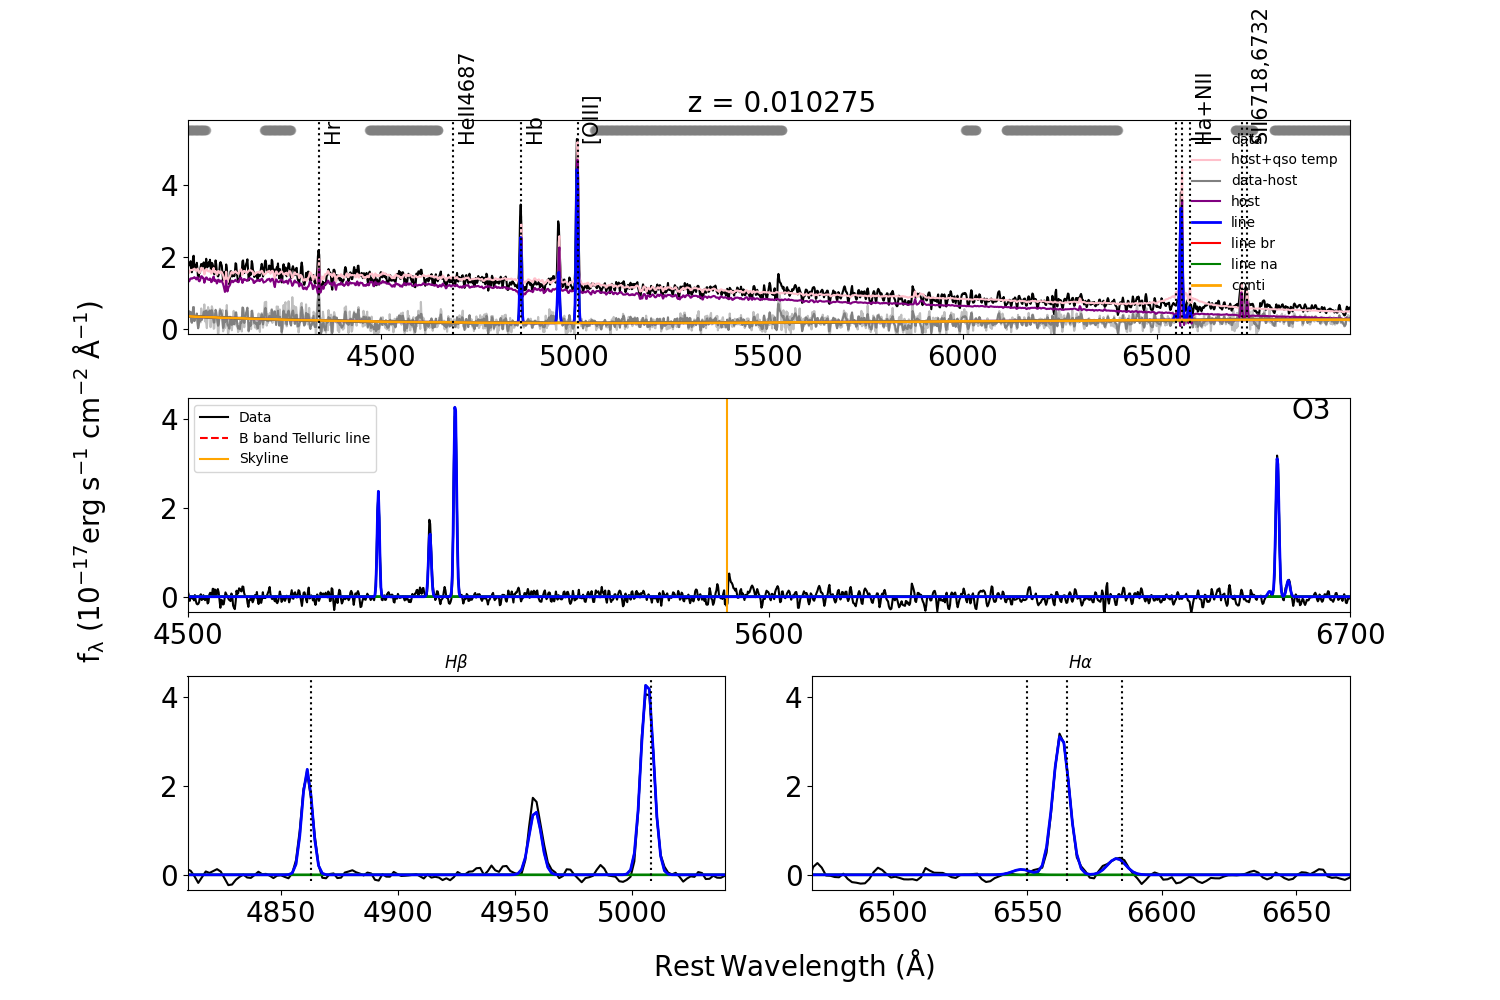 z = 0.010275
Hr
HeII4687
Hb
[OIII]
Ha+NII
SII6718,6732
data
host+qso temp
data-host
host
line
line br
line na
conti
4
2
0
4500
5000
5500
6000
6500
fλ (10−17erg s−1 cm−2 Å−1)
Data
B band Telluric line
Skyline
O3
4
2
0
4500
5600
6700
Hβ
4
2
0
4850
4900
4950
5000
Hα
4
2
0
6500
6550
6600
6650
Rest Wavelength (Å)